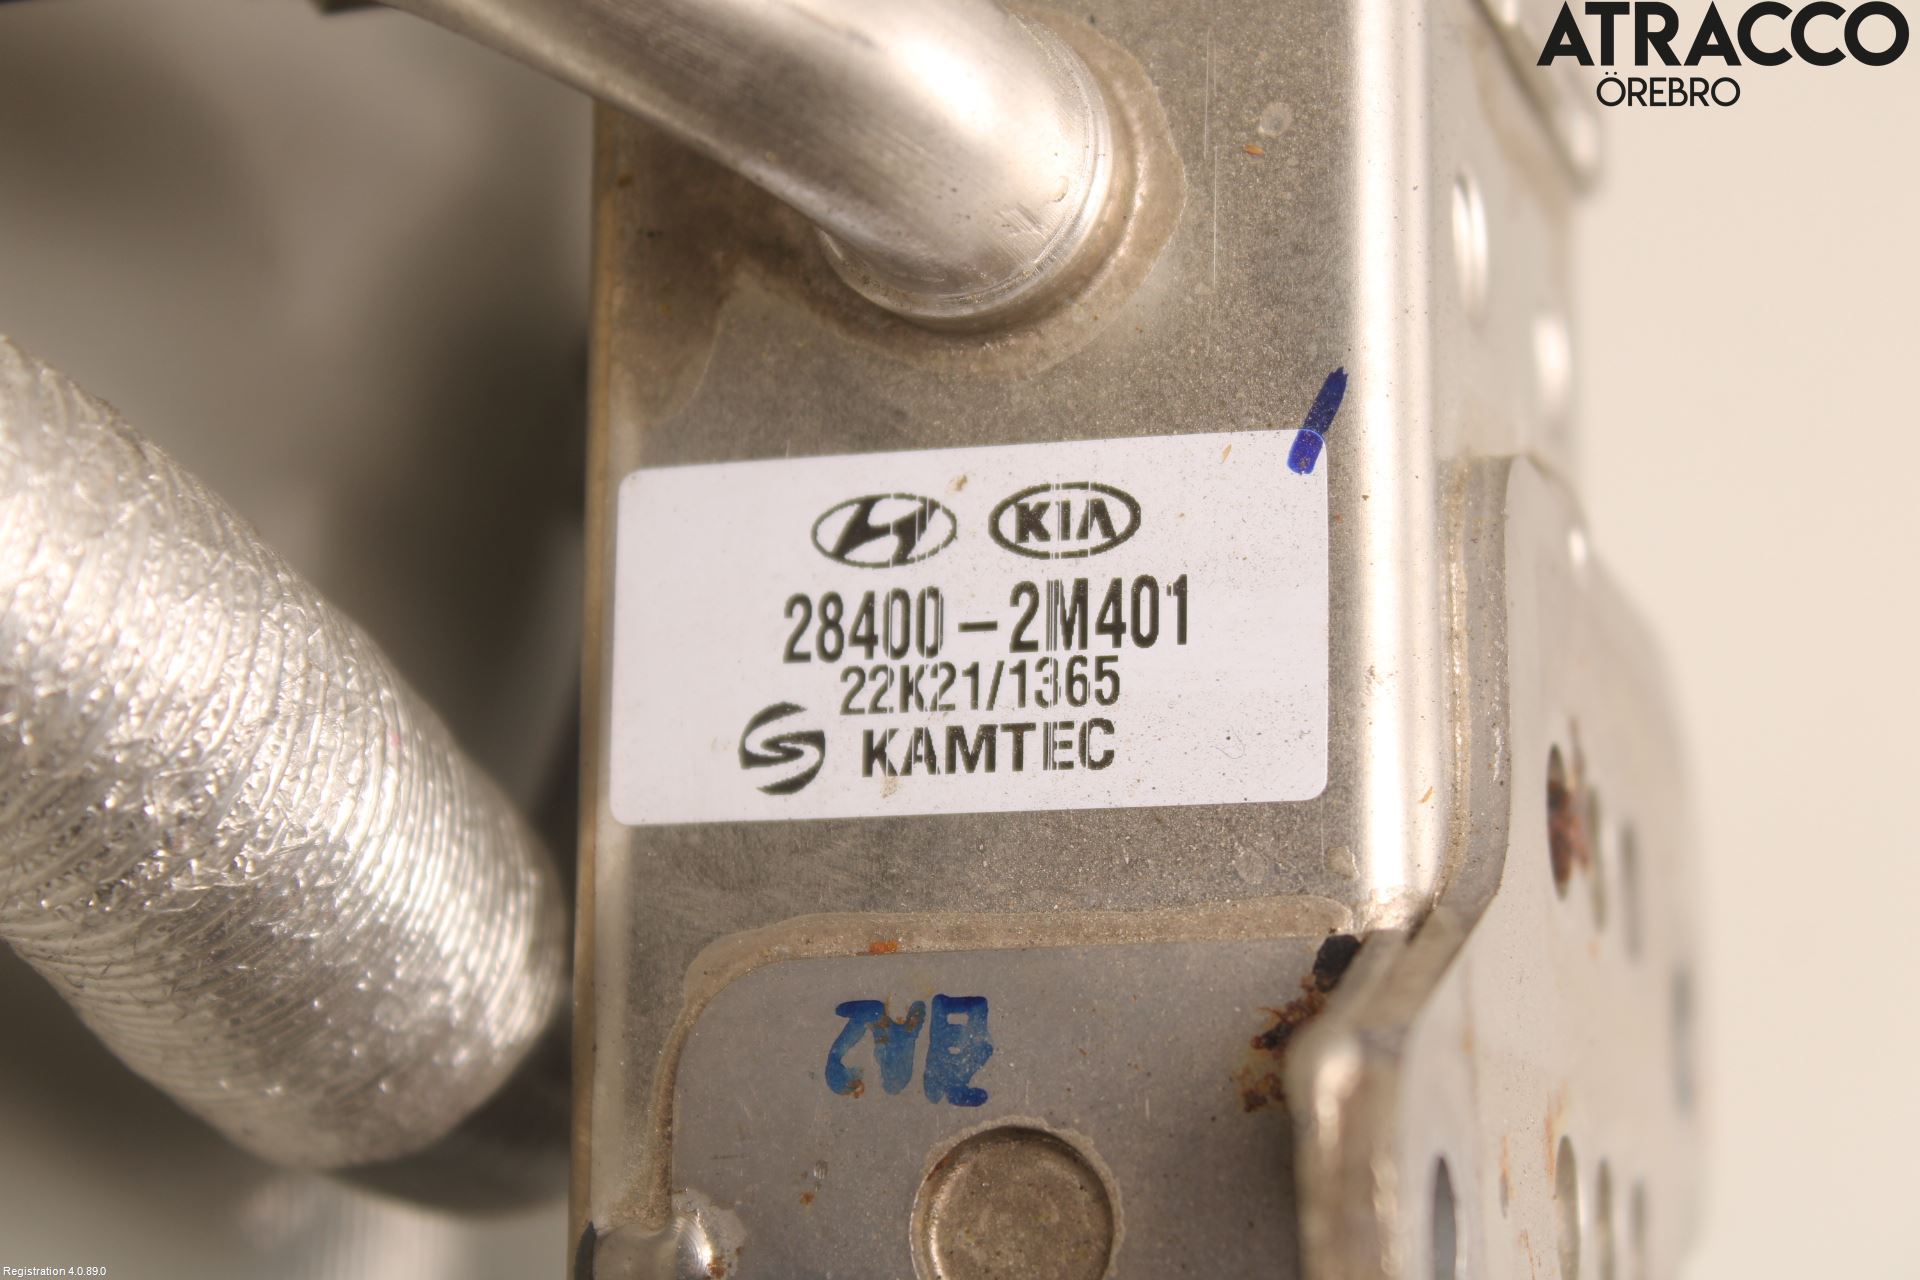 ATRACCO
ÖREBRO
KIA
28400-2M401
22K21/1365
KAMTEC
Registration 4.0.89.0